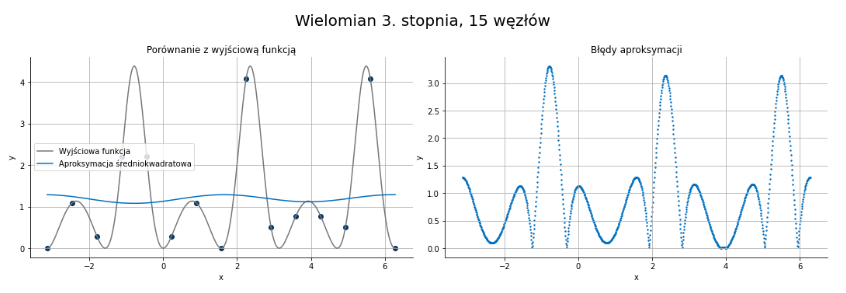 Wielomian 3. stopnia, 15 węzłów
Porównanie z wyjściową funkcją
y
4
3
2
1
0
Wyjściowa funkcja
Aproksymacja średniokwadratowa
−2
0
2
4
6
x
Błędy aproksymacji
y
3.0
2.5
2.0
1.5
1.0
0.5
0.0
−2
0
2
4
6
x